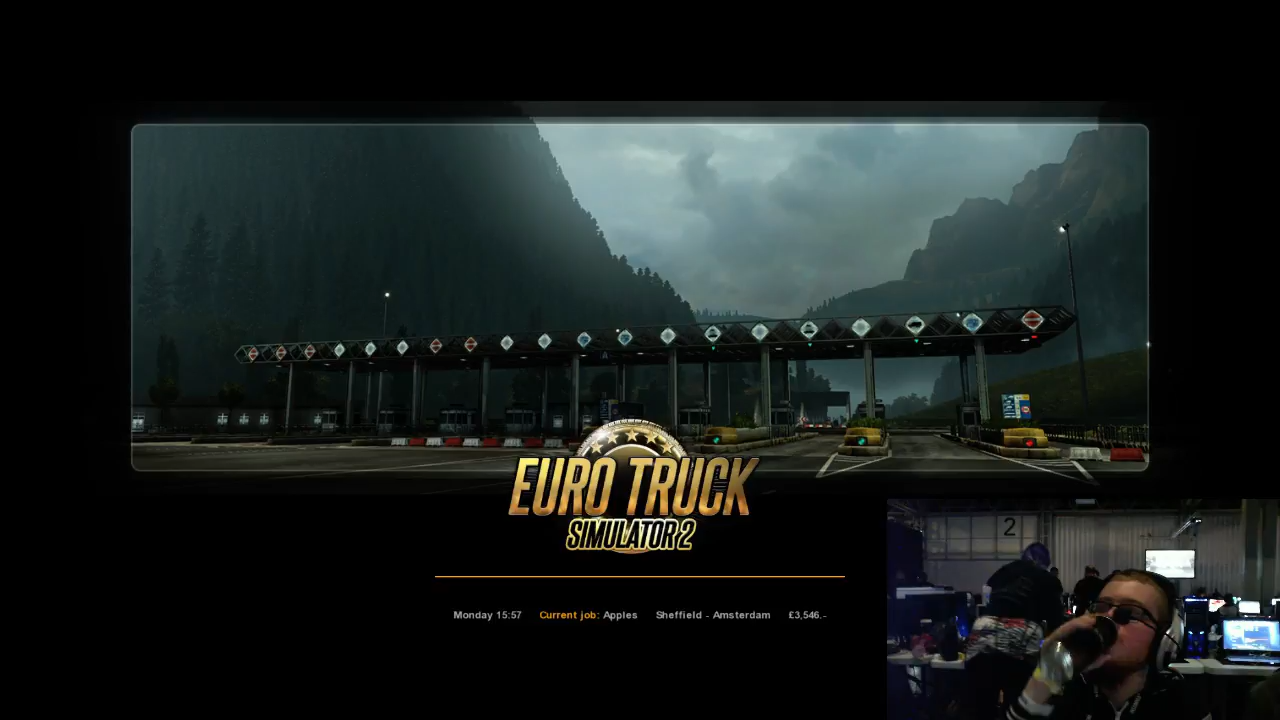 EURO TRUCK
SIMULATOR 2
Monday 15:57 Current job: Apples Sheffield - Amsterdam £3,546.-
2